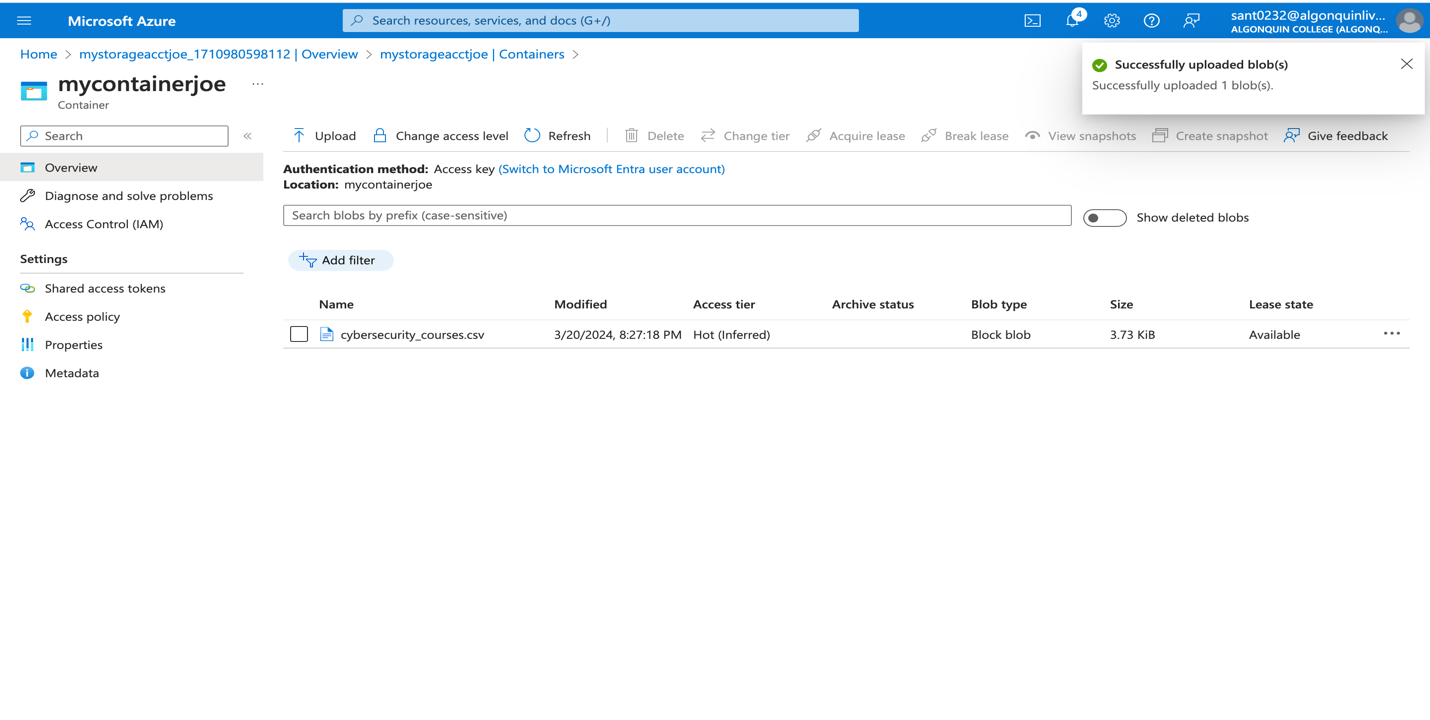 Microsoft Azure
Search resources, services, and docs (G+/)
4
sant0232@algonquinliv...
ALGONQUIN COLLEGE (ALGONQ...
Home > mystorageacctjoe_1710980598112 | Overview > mystorageacctjoe | Containers >
Successfully uploaded blob(s)
Successfully uploaded 1 blob(s).
mycontainerjoe ...
Container
Search «
Upload Change access level Refresh Delete Change tier Acquire lease Break lease View snapshots Create snapshot Give feedback
Overview
Diagnose and solve problems
Access Control (IAM)
Settings
Shared access tokens
Access policy
Properties
Metadata
Authentication method: Access key (Switch to Microsoft Entra user account)
Location: mycontainerjoe
Search blobs by prefix (case-sensitive)
Show deleted blobs
Add filter
Name Modified Access tier Archive status Blob type Size Lease state
cybersecurity_courses.csv 3/20/2024, 8:27:18 PM Hot (Inferred) Block blob 3.73 KiB Available ...